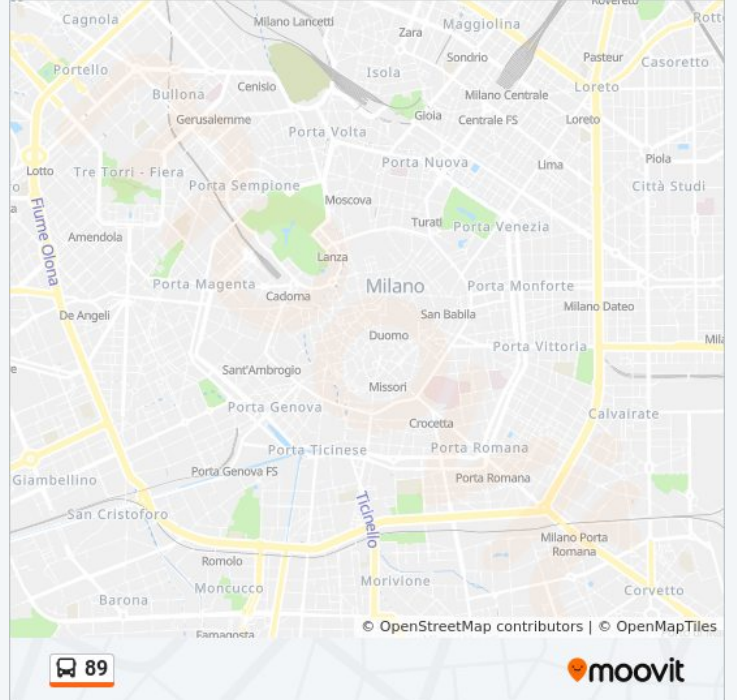 Rovereto
Cagnola
Milano Lancetti
Maggiolina
Zara
Rott
Sondrio
Pasteur
Casoretto
Portello
Isola
Cenisio
Loreto
Bullona
Milano Centrale
Gerusalemme
Gioia
Centrale FS
Loreto
Porta Volta
Porta Nuova
Lima
Piola
Lotto
Tre Torri - Fiera
Porta Sempione
Città Studi
o
Moscova
a
Turati
Porta Venezia
Fiume Olona
Amendola
Lanza
Porta Magenta
Cadorna
Milano
Porta Monforte
De Angeli
San Babila
Milano Dateo
Duomo
Porta Vittoria
Mila
e
Sant'Ambrogio
Missori
Porta Genova
Crocetta
Calvairate
Porta Ticinese
Porta Romana
Giambellino
Porta Genova FS
Porta Romana
San Cristoforo
Ticinello
Milano Porta
Romana
Romolo
Moncucco
Morivione
Corvetto
Barona
Famagosta
© OpenStreetMap contributors | © OpenMapTiles
89
moovit